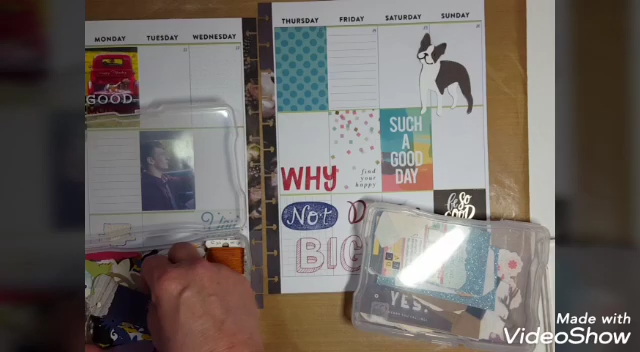 MONDAY TUESDAY WEDNESDAY
THURSDAY FRIDAY SATURDAY SUNDAY
GOOD
SUCH
A
GOOD
DAY
WHY
find
your
happy
Not
BIG
be SO
GOOD
YES.
Made with
VideoShow